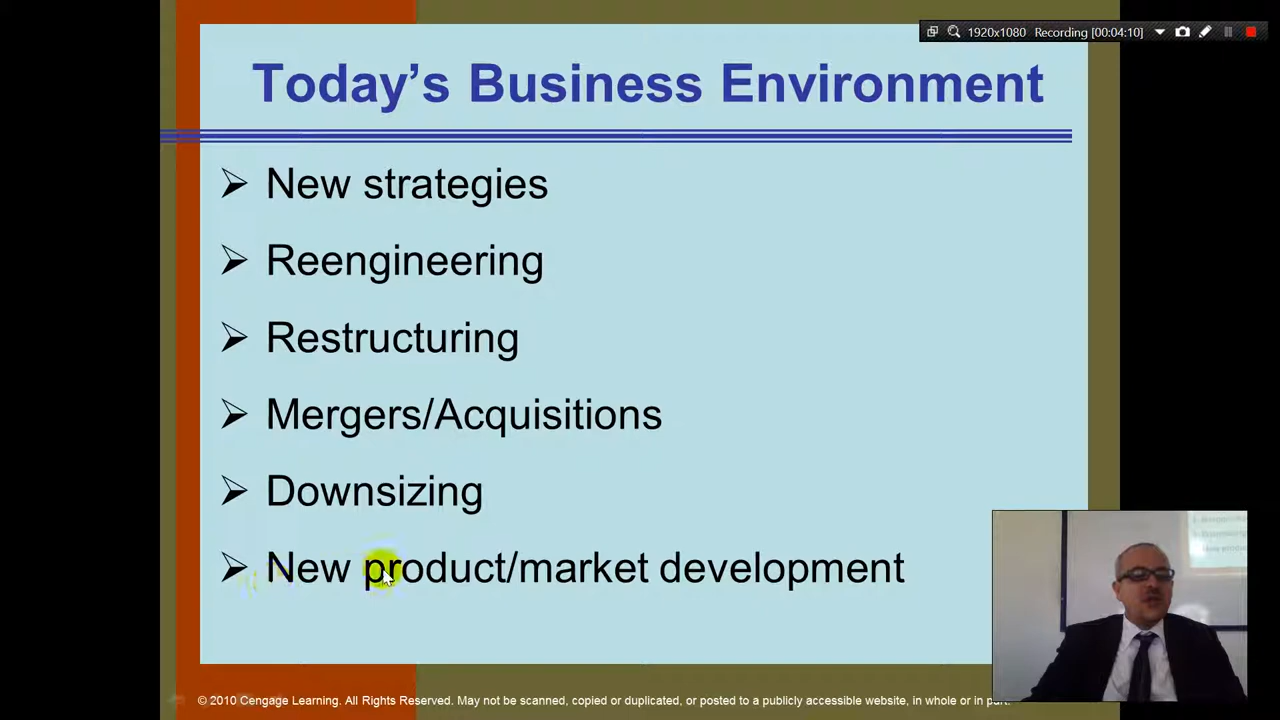 1920x1080 Recording [00:04:10]
Today's Business Environment
New strategies
Reengineering
Restructuring
Mergers/Acquisitions
Downsizing
New product/market development
© 2010 Cengage Learning. All Rights Reserved. May not be scanned, copied or duplicated, or posted to a publicly accessible website, in whole or in part.